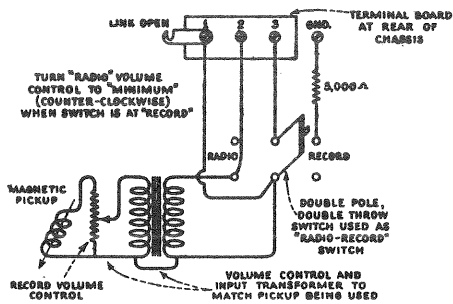 LINK OPEN
1 2 3 GND.
TERMINAL BOARD
AT REAR OF
CHASSIS
TURN "RADIO" VOLUME
CONTROL TO "MINIMUM"
(COUNTER-CLOCKWISE)
WHEN SWITCH IS AT "RECORD"
5,000 Ω
RADIO
RECORD
MAGNETIC
PICKUP
DOUBLE POLE,
DOUBLE THROW
SWITCH USED AS
"RADIO-RECORD"
SWITCH
RECORD VOLUME
CONTROL
VOLUME CONTROL AND
INPUT TRANSFORMER TO
MATCH PICKUP BEING USED